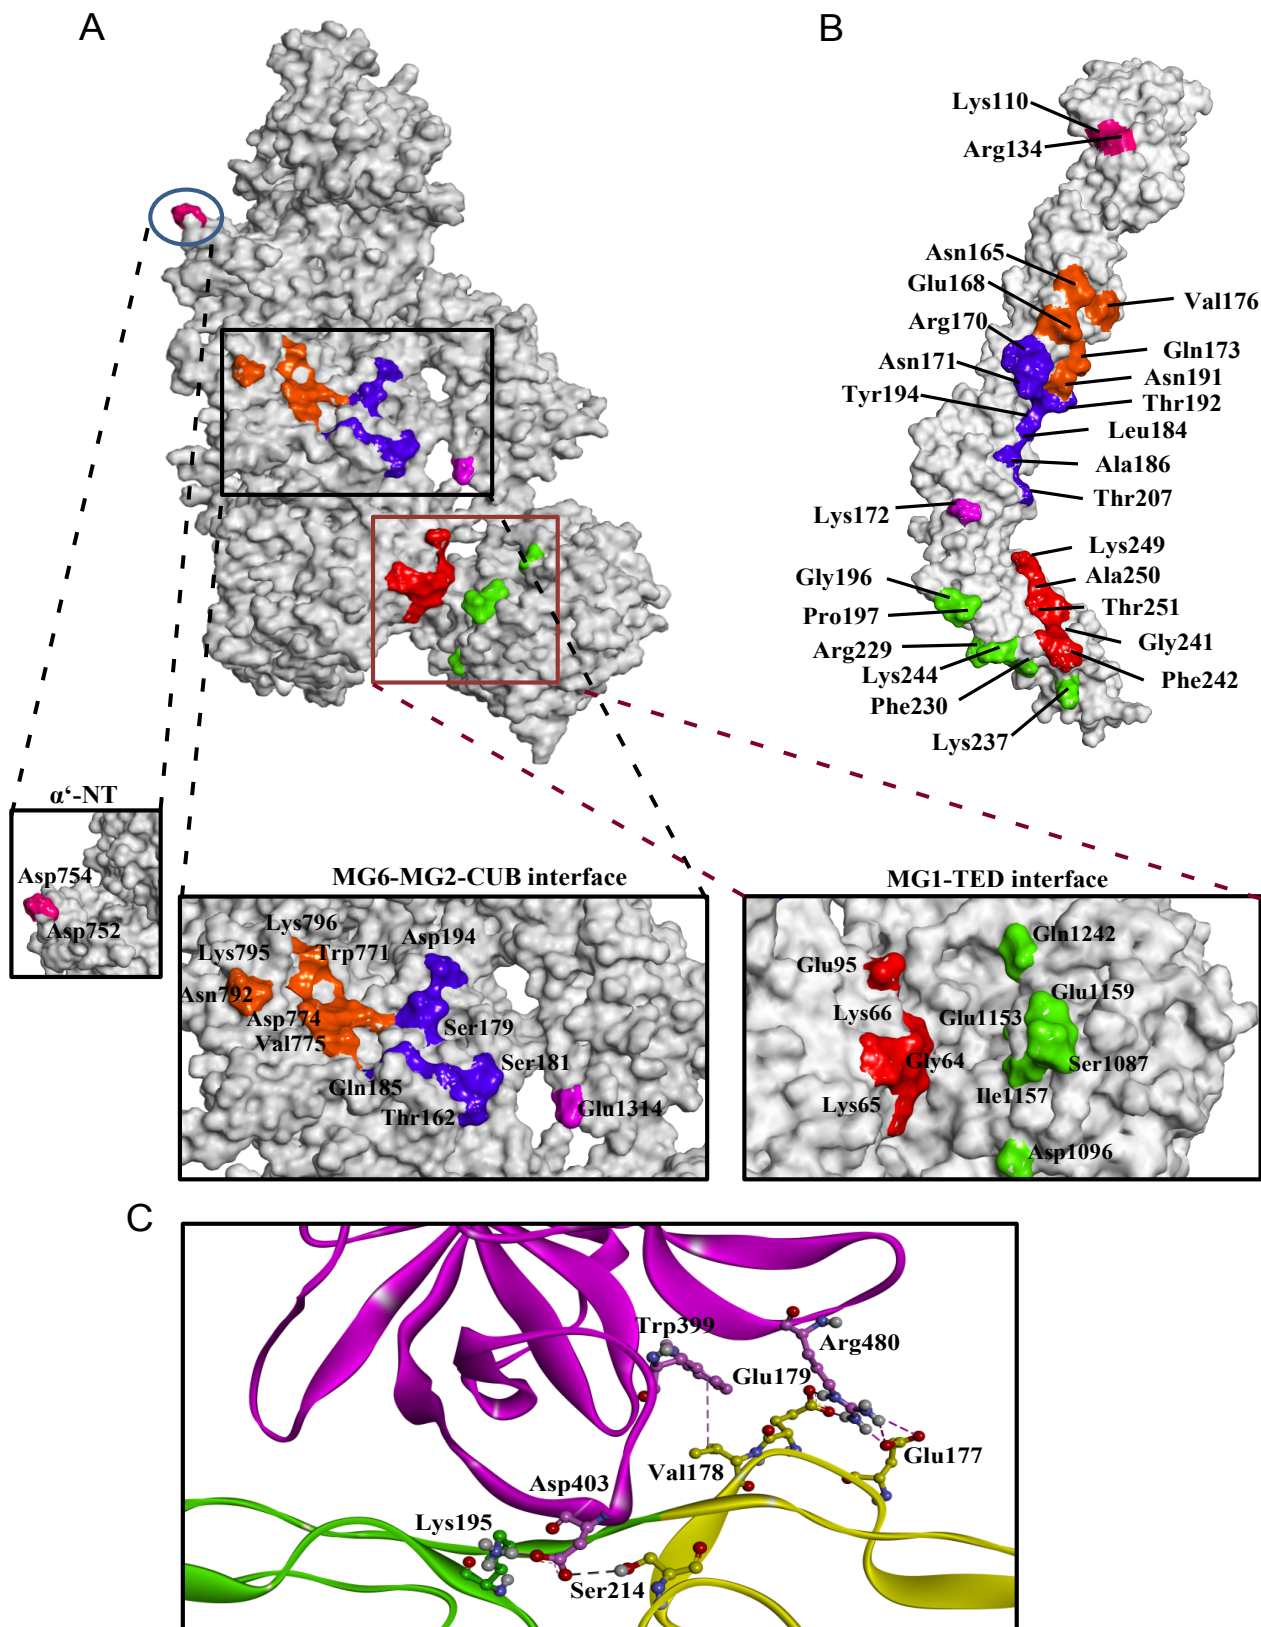 A
B
Lys110
Arg134
Asn165
Glu168
Val176
Arg170
Gln173
Asn171
Asn191
Tyr194
Thr192
Leu184
Ala186
Thr207
Lys172
Lys249
Gly196
Ala250
Pro197
Thr251
Arg229
Gly241
Lys244
Phe242
Phe230
Lys237
α‘-NT
Asp754
Asp752
MG6-MG2-CUB interface
Lys796
Lys795
Trp771
Asp194
Asn792
Asp774
Val775
Ser179
Ser181
Gln185
Thr162
Glu1314
MG1-TED interface
Gln1242
Glu95
Glu1159
Lys66
Glu1153
Gly64
Ser1087
Lys65
Ile1157
Asp1096
C
Trp399
Arg480
Glu179
Val178
Glu177
Asp403
Lys195
Ser214